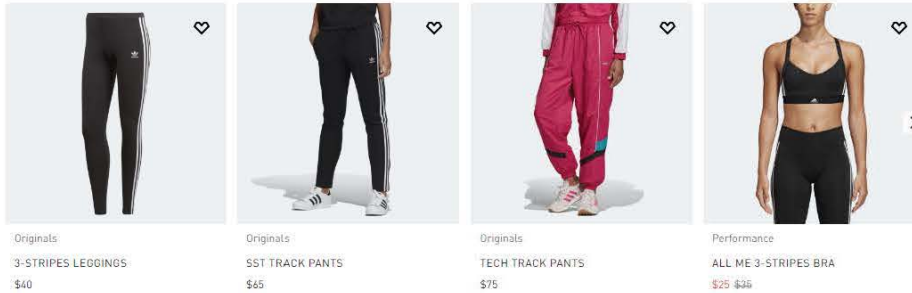 Originals
3-STRIPES LEGGINGS
$40
Originals
SST TRACK PANTS
$65
Originals
TECH TRACK PANTS
$75
Performance
ALL ME 3-STRIPES BRA
$25 $35